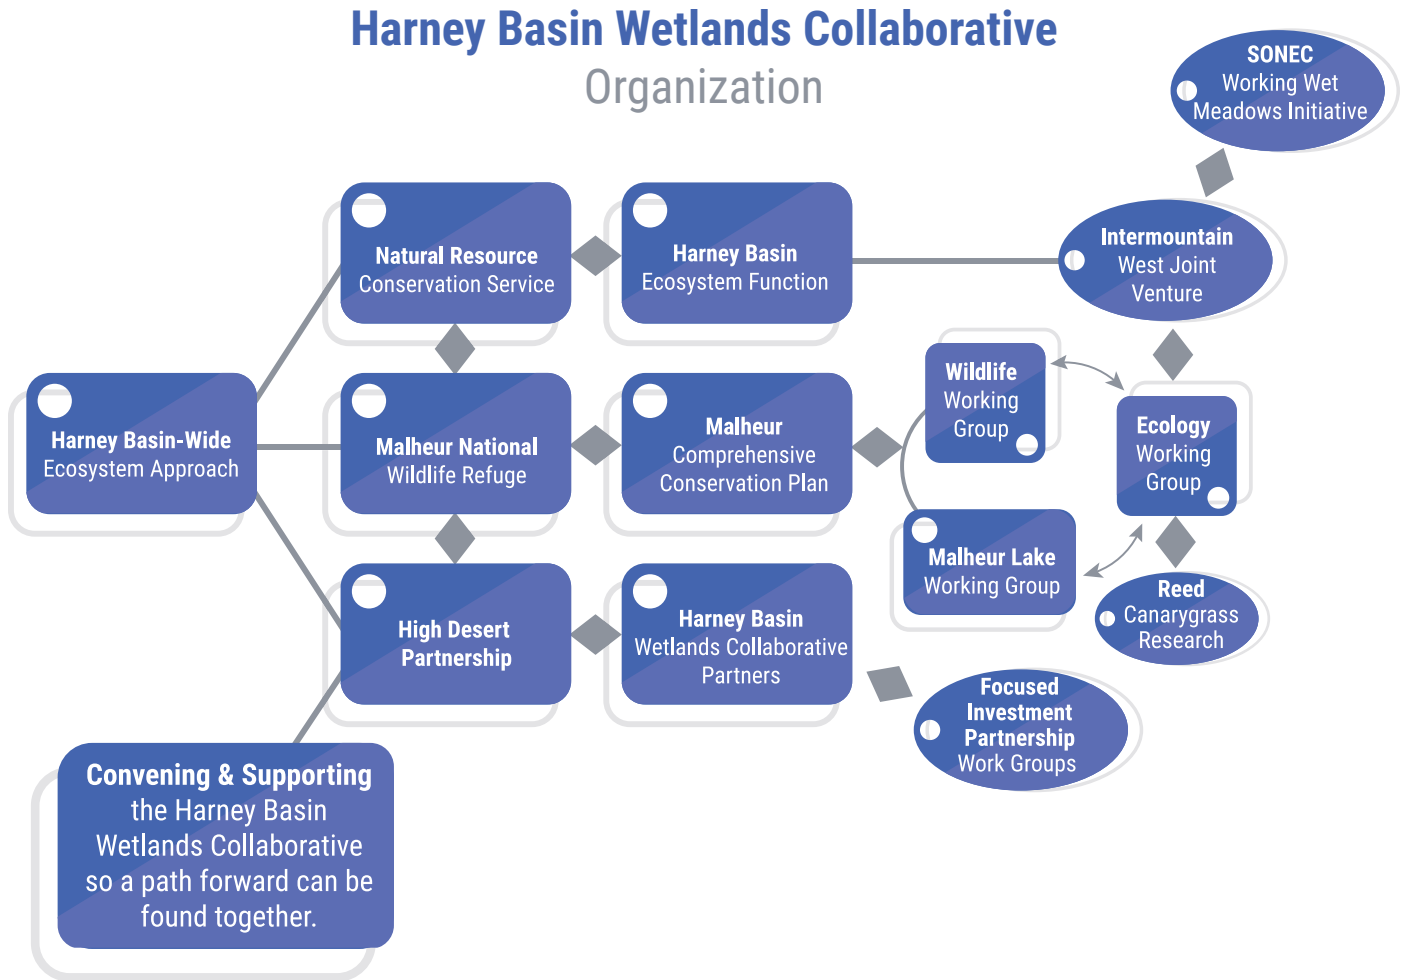 Harney Basin Wetlands Collaborative
Organization
SONEC
Working Wet
Meadows Initiative
Natural Resource
Conservation Service
Harney Basin
Ecosystem Function
Intermountain
West Joint
Venture
Harney Basin-Wide
Ecosystem Approach
Malheur National
Wildlife Refuge
Malheur
Comprehensive
Conservation Plan
Wildlife
Working
Group
Ecology
Working
Group
Malheur Lake
Working Group
Reed
Canarygrass
Research
High Desert
Partnership
Harney Basin
Wetlands Collaborative
Partners
Focused
Investment
Partnership
Work Groups
Convening & Supporting
the Harney Basin
Wetlands Collaborative
so a path forward can be
found together.